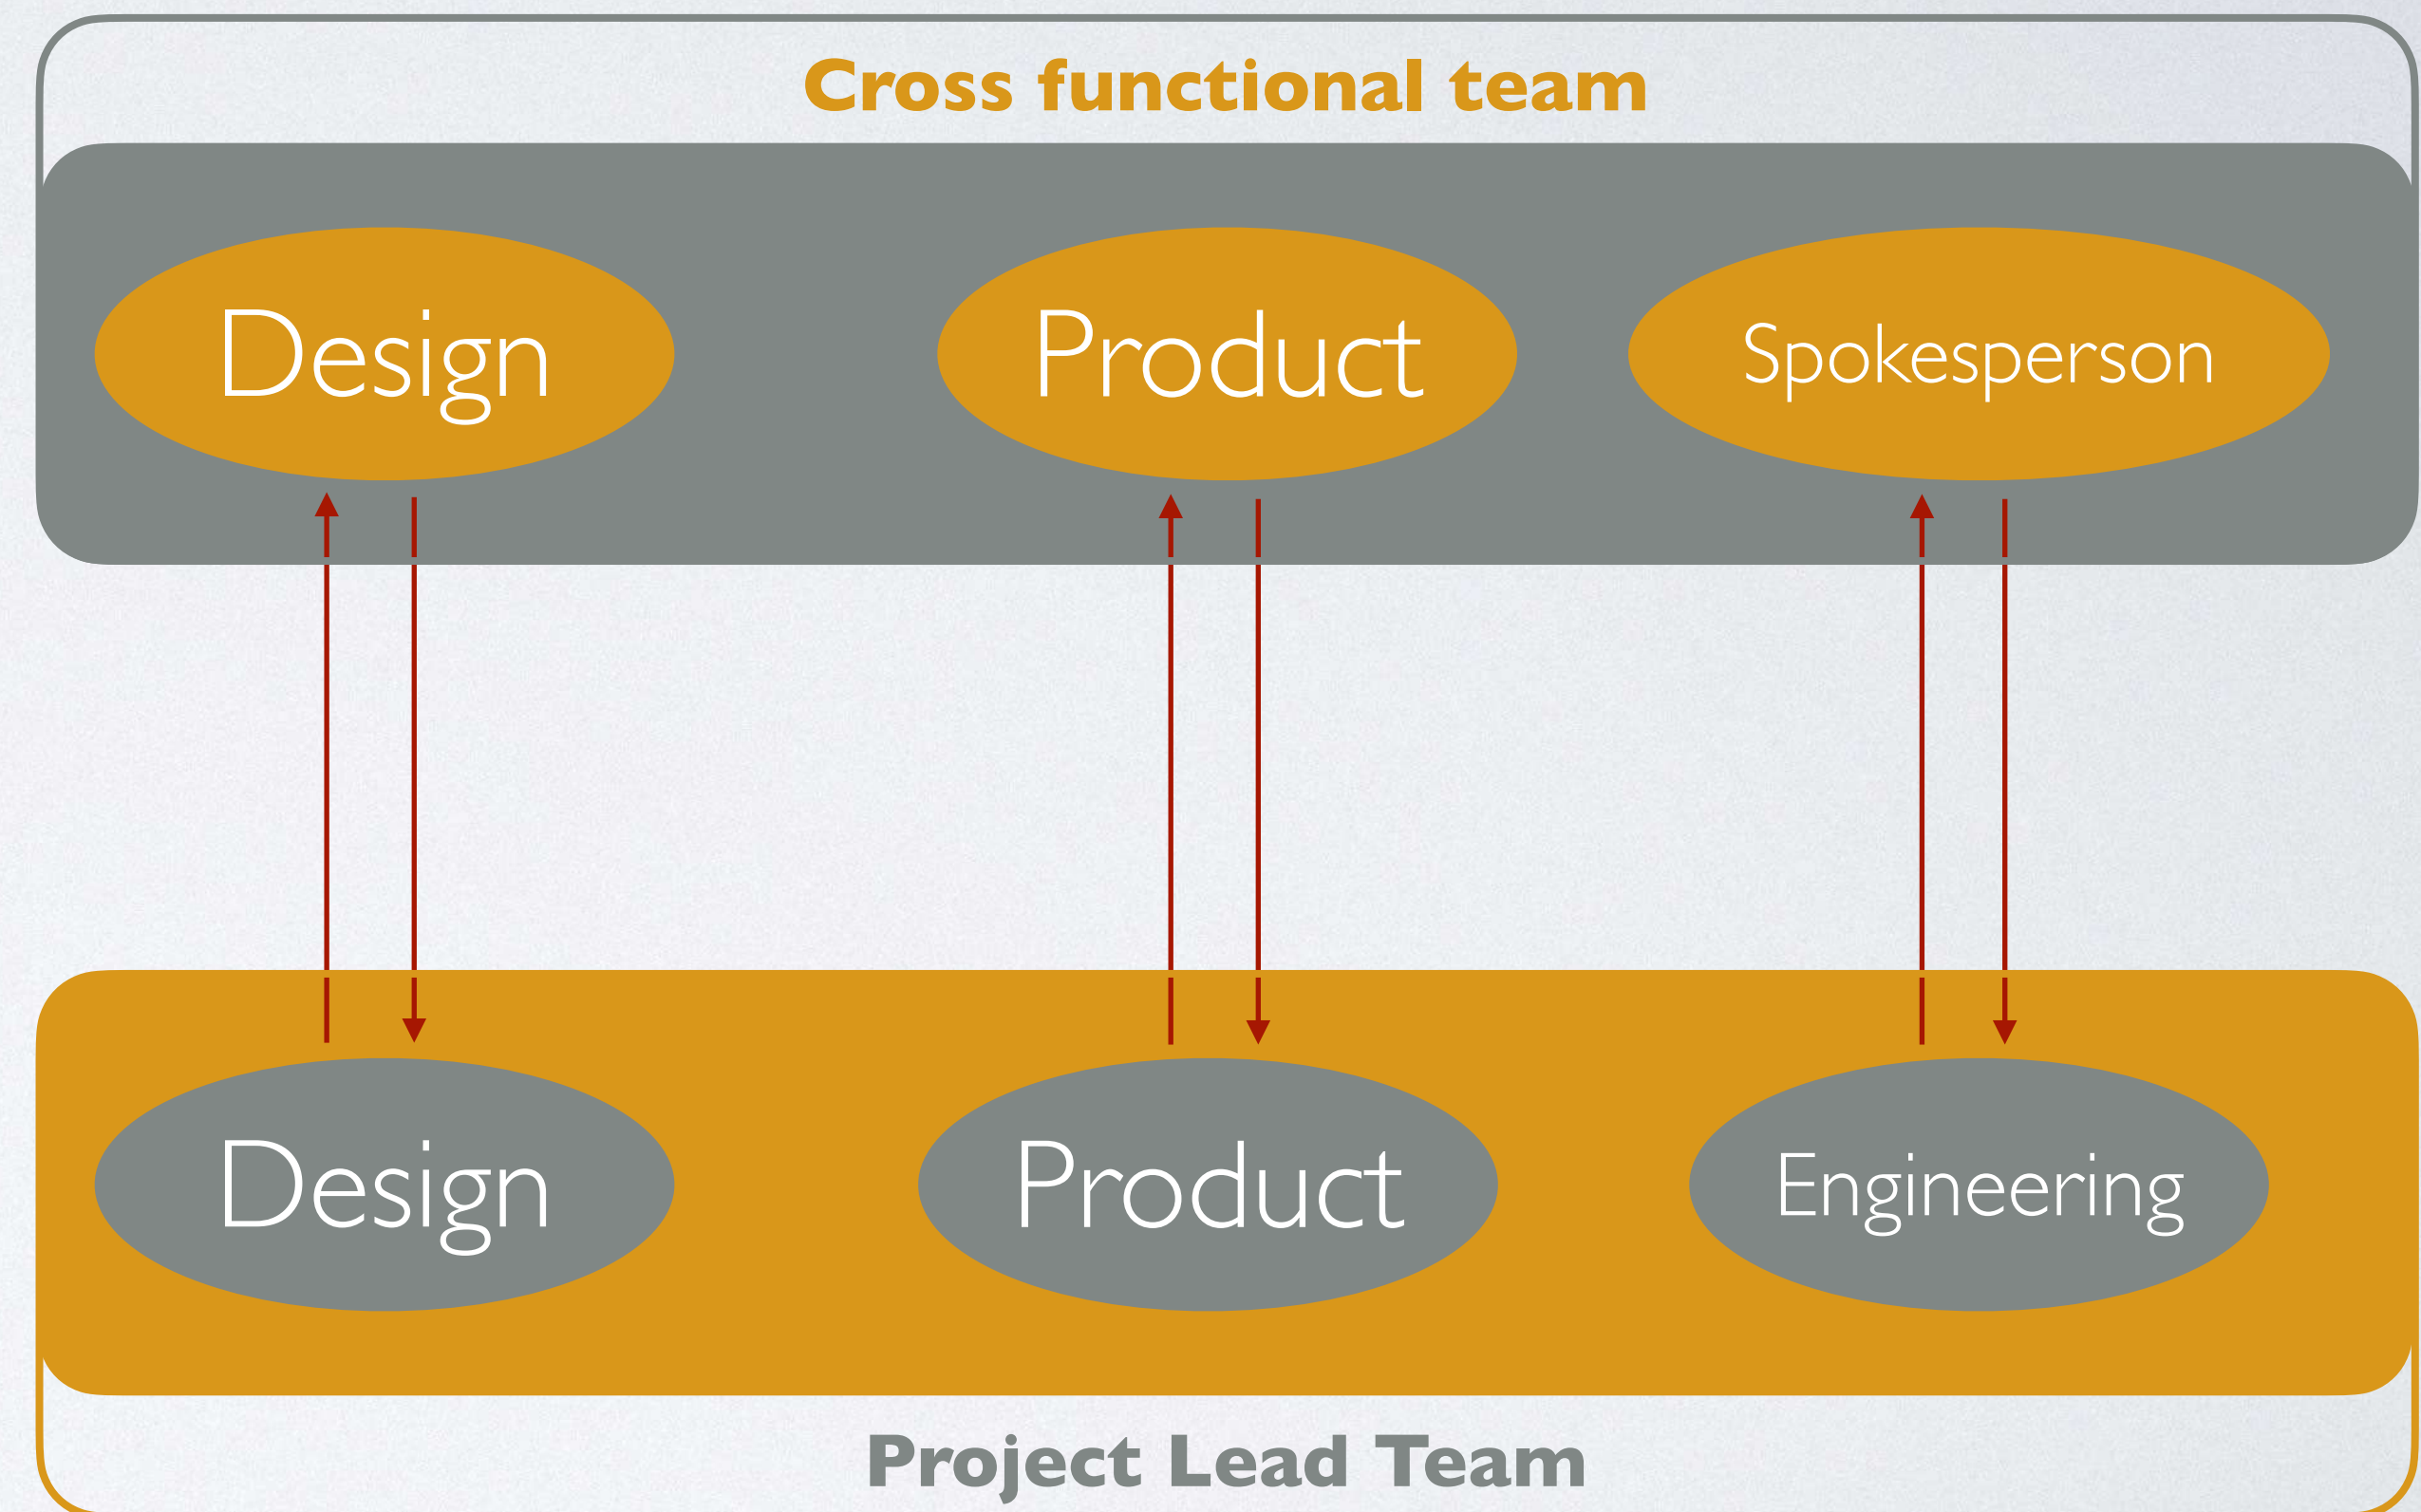 Cross functional team
Design
Product
Spokesperson
Design
Product
Engineering
Project Lead Team